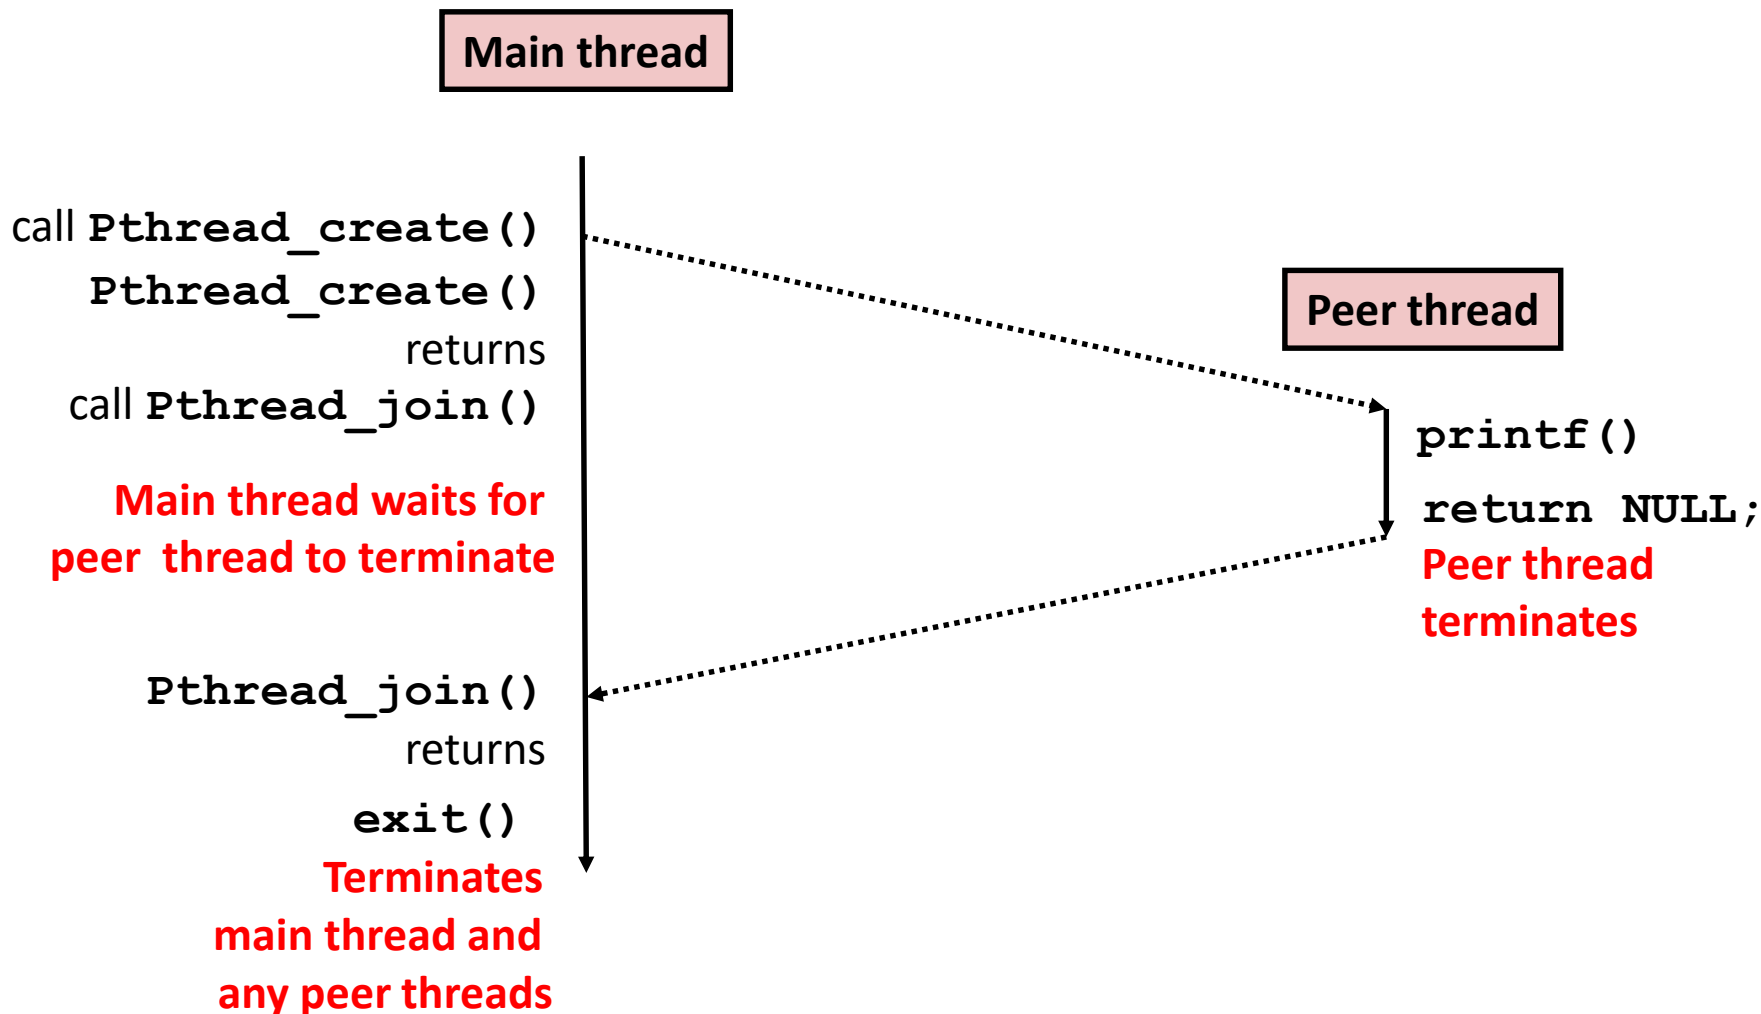 Main thread
call Pthread_create()
Pthread_create()
returns
call Pthread_join()
Main thread waits for
peer thread to terminate
Pthread_join()
returns
exit()
Terminates
main thread and
any peer threads
Peer thread
printf()
return NULL;
Peer thread
terminates